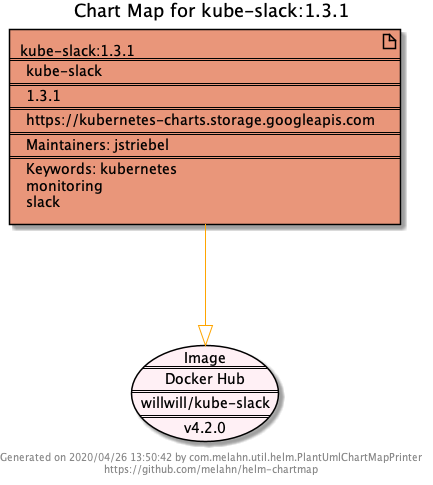 Chart Map for kube-slack:1.3.1
kube-slack:1.3.1
kube-slack
1.3.1
https://kubernetes-charts.storage.googleapis.com
Maintainers: jstriebel
Keywords: kubernetes
monitoring
slack
Image
Docker Hub
willwill/kube-slack
v4.2.0
Generated on 2020/04/26 13:50:42 by com.melahn.util.helm.PlantUmlChartMapPrinter
https://github.com/melahn/helm-chartmap